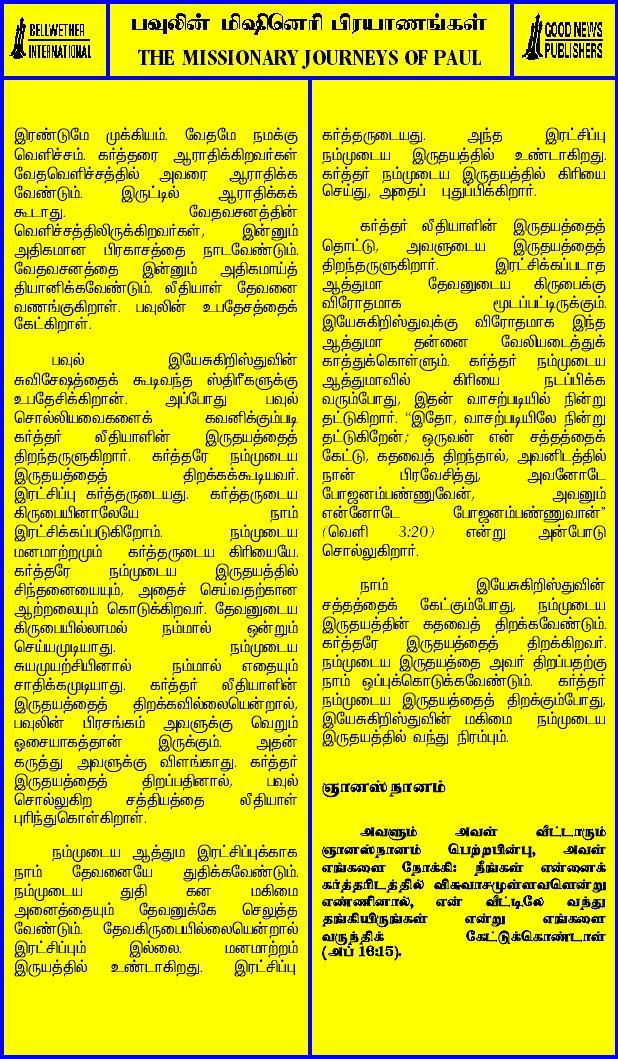 BELLWETHER
INTERNATIONAL
பவுலின் மிஷினெரி பிரயாணங்கள்
THE MISSIONARY JOURNEYS OF PAUL
GOOD NEWS
PUBLISHERS
இரண்டுமே முக்கியம். வேதமே நமக்கு
வெளிச்சம். கர்த்தரை ஆராதிக்கிறவர்கள்
வேதவெளிச்சத்தில் அவரை ஆராதிக்க
வேண்டும். இருட்டில் ஆராதிக்கக்
கூடாது. வேதவசனத்தின்
வெளிச்சத்திலிருக்கிறவர்கள், இன்னும்
அதிகமான பிரகாசத்தை நாடவேண்டும்.
வேதவசனத்தை இன்னும் அதிகமாய்த்
தியானிக்கவேண்டும். லீதியாள் தேவனை
வணங்குகிறாள். பவுலின் உபதேசத்தைக்
கேட்கிறாள்.
பவுல் இயேசுகிறிஸ்துவின்
சுவிசேஷத்தைக் கூடிவந்த ஸ்திரீகளுக்கு
உபதேசிக்கிறான். அப்போது பவுல்
சொல்லியவைகளைக் கவனிக்கும்படி
கர்த்தர் லீதியாளின் இருதயத்தைத்
திறந்தருளுகிறார். கர்த்தரே நம்முடைய
இருதயத்தைத் திறக்கக்கூடியவர்.
இரட்சிப்பு கர்த்தருடையது. கர்த்தருடைய
கிருபையினாலேயே நாம்
இரட்சிக்கப்படுகிறோம். நம்முடைய
மனமாற்றமும் கர்த்தருடைய கிரியையே.
கர்த்தரே நம்முடைய இருதயத்தில்
சிந்தனையையும், அதைச் செய்வதற்கான
ஆற்றலையும் கொடுக்கிறவர். தேவனுடைய
கிருபையில்லாமல் நம்மால் ஒன்றும்
செய்யமுடியாது. நம்முடைய
சுயமுயற்சியினால் நம்மால் எதையும்
சாதிக்கமுடியாது. கர்த்தர் லீதியாளின்
இருதயத்தைத் திறக்கவில்லையென்றால்,
பவுலின் பிரசங்கம் அவளுக்கு வெறும்
ஓசையாகத்தான் இருக்கும். அதன்
கருத்து அவளுக்கு விளங்காது. கர்த்தர்
இருதயத்தைத் திறப்பதினால், பவுல்
சொல்லுகிற சத்தியத்தை லீதியாள்
புரிந்துகொள்கிறாள்.
நம்முடைய ஆத்தும இரட்சிப்புக்காக
நாம் தேவனையே துதிக்கவேண்டும்.
நம்முடைய துதி கன மகிமை
அனைத்தையும் தேவனுக்கே செலுத்த
வேண்டும். தேவகிருபையில்லையென்றால்
இரட்சிப்பும் இல்லை. மனமாற்றம்
இருயத்தில் உண்டாகிறது. இரட்சிப்பு
கர்த்தருடையது. அந்த இரட்சிப்பு
நம்முடைய இருதயத்தில் உண்டாகிறது.
கர்த்தர் நம்முடைய இருதயத்தில் கிரியை
செய்து, அதைப் புதுப்பிக்கிறார்.
கர்த்தர் லீதியாளின் இருதயத்தைத்
தொட்டு, அவளுடைய இருதயத்தைத்
திறந்தருளுகிறார். இரட்சிக்கப்படாத
ஆத்துமா தேவனுடைய கிருபைக்கு
விரோதமாக மூடப்பட்டிருக்கும்.
இயேசுகிறிஸ்துவுக்கு விரோதமாக இந்த
ஆத்துமா தன்னை வேலியடைத்துக்
காத்துக்கொள்ளும். கர்த்தர் நம்முடைய
ஆத்துமாவில் கிரியை நடப்பிக்க
வரும்போது, இதன் வாசற்படியில் நின்று
தட்டுகிறார். “இதோ, வாசற்படியிலே நின்று
தட்டுகிறேன்; ஒருவன் என் சத்தத்தைக்
கேட்டு, கதவைத் திறந்தால், அவனிடத்தில்
நான் பிரவேசித்து, அவனோடே
போஜனம்பண்ணுவேன், அவனும்
என்னோடே போஜனம்பண்ணுவான்”
(வெளி 3:20) என்று அன்போடு
சொல்லுகிறார்.
நாம் இயேசுகிறிஸ்துவின்
சத்தத்தைக் கேட்கும்போது, நம்முடைய
இருதயத்தின் கதவைத் திறக்கவேண்டும்.
கர்த்தரே இருதயத்தைத் திறக்கிறவர்.
நம்முடைய இருதயத்தை அவர் திறப்பதற்கு
நாம் ஒப்புக்கொடுக்கவேண்டும். கர்த்தர்
நம்முடைய இருதயத்தைத் திறக்கும்போது,
இயேசுகிறிஸ்துவின் மகிமை நம்முடைய
இருதயத்தில் வந்து நிரம்பும்.
ஞானஸ்நானம்
அவளும் அவள் வீட்டாரும்
ஞானஸ்நானம் பெற்றபின்பு, அவள்
எங்களை நோக்கி: நீங்கள் என்னைக்
கர்த்தரிடத்தில் விசுவாசமுள்ளவளென்று
எண்ணினால், என் வீட்டிலே வந்து
தங்கியிருங்கள் என்று எங்களை
வருந்திக் கேட்டுக்கொண்டாள்
(அப் 16:15).